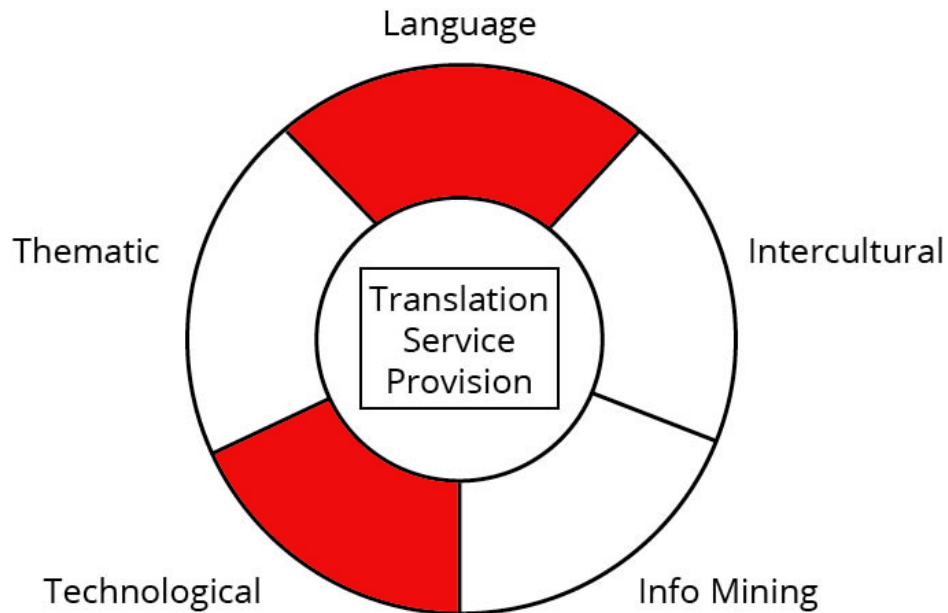 Language
Thematic
Intercultural
Translation
Service
Provision
Technological
Info Mining